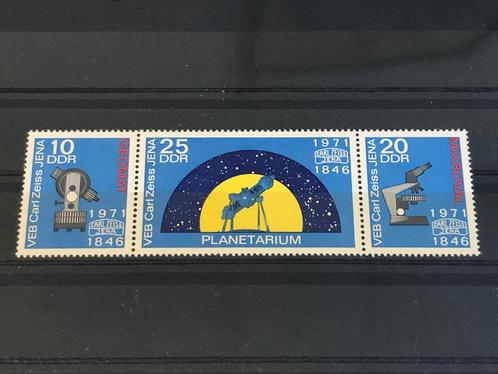 10
DDR
VEB Carl Zeiss JENA
1971
CARL ZEISS
JENA
1846
25
DDR
VEB Carl Zeiss JENA
1971
CARL ZEISS
JENA
1846
PLANETARIUM
20
DDR
VEB Carl Zeiss JENA
1971
CARL ZEISS
JENA
1846